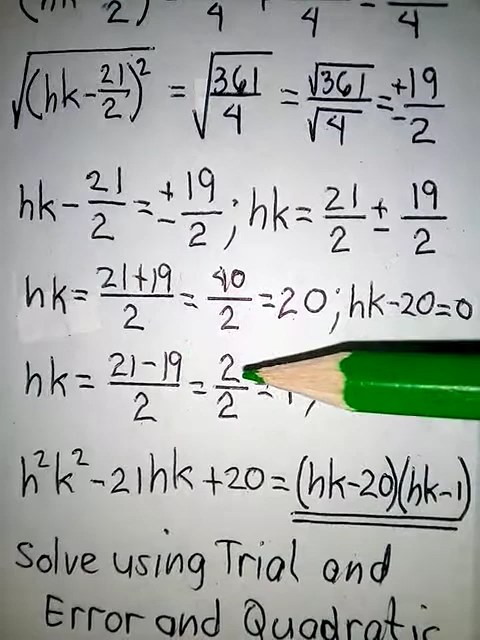 √(hk - 21/2)² = √361/4 = √361/√4 = ±19/2
hk - 21/2 = ±19/2; hk = 21/2 ± 19/2
hk = 21+19/2 = 40/2 = 20; hk-20=0
hk = 21-19/2 = 2/2 =
h²k² - 21hk + 20 = (hk-20)(hk-1)
Solve using Trial and
Error and Quadratic